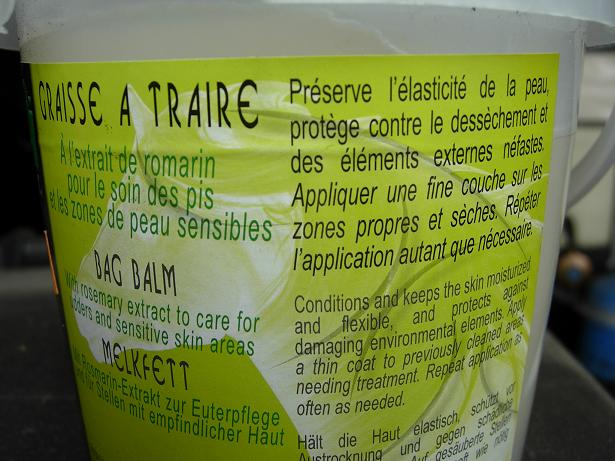 GRAISSE A TRAIRE
À l'extrait de romarin
pour le soin des pis
et les zones de peau sensibles
BAG BALM
With rosemary extract to care for
udders and sensitive skin areas
MELKFETT
Mit Rosmarin-Extrakt zur Euterpflege
und für Stellen mit empfindlicher Haut
Préserve l'élasticité de la peau,
protège contre le dessèchement et
des éléments externes néfastes.
Appliquer une fine couche sur les
zones propres et sèches. Répéter
l'application autant que nécessaire.
Conditions and keeps the skin moisturized
and flexible, and protects against
damaging environmental elements. Apply
a thin coat to previously cleaned areas
needing treatment. Repeat application as
often as needed.
Hält die Haut elastisch, schützt vor
Austrocknung und gegen schädliche
Auf gesäuberte Stellen
wie nötig